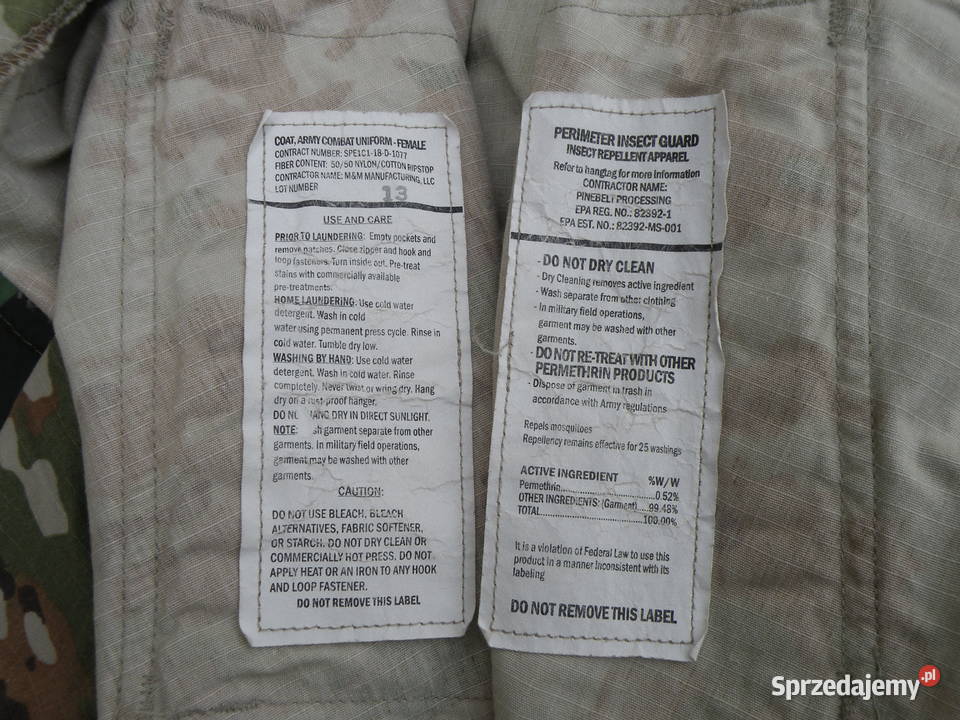 COAT, ARMY COMBAT UNIFORM - FEMALE
CONTRACT NUMBER: SPE1C1-18-D-1077
FIBER CONTENT: 50/50 NYLON/COTTON RIPSTOP
CONTRACTOR NAME: M&M MANUFACTURING, LLC
LOT NUMBER 13
USE AND CARE
PRIOR TO LAUNDERING: Empty pockets and
remove patches. Close zipper and hook and
loop fasteners. Turn inside out. Pre-treat
stains with commercially available
pre-treatments.
HOME LAUNDERING: Use cold water
detergent. Wash in cold
water using permanent press cycle. Rinse in
cold water. Tumble dry low.
WASHING BY HAND: Use cold water
detergent. Wash in cold water. Rinse
completely. Never twist or wring dry. Hang
dry on a rust-proof hanger.
DO NO HANG DRY IN DIRECT SUNLIGHT.
NOTE: sh garment separate from other
garments. In military field operations,
garment may be washed with other
garments.
CAUTION:
DO NOT USE BLEACH, BLEACH
ALTERNATIVES, FABRIC SOFTENER,
OR STARCH. DO NOT DRY CLEAN OR
COMMERCIALLY HOT PRESS. DO NOT
APPLY HEAT OR AN IRON TO ANY HOOK
AND LOOP FASTENER.
DO NOT REMOVE THIS LABEL
PERIMETER INSECT GUARD
INSECT REPELLENT APPAREL
Refer to hangtag for more information
CONTRACTOR NAME:
PINEBELT PROCESSING
EPA REG. NO.: 82392-1
EPA EST. NO.: 82392-MS-001
- DO NOT DRY CLEAN
- Dry Cleaning removes active ingredient
- Wash separate from other clothing
- In military field operations,
garment may be washed with other
garments.
- DO NOT RE-TREAT WITH OTHER
PERMETHRIN PRODUCTS
- Dispose of garment in trash in
accordance with Army regulations
Repels mosquitoes
Repellency remains effective for 25 washings
ACTIVE INGREDIENT %W/W
Permethrin..............................0.52%
OTHER INGREDIENTS: (Garment).....99.48%
TOTAL....................................100.00%
It is a violation of Federal Law to use this
product in a manner inconsistent with its
labeling
DO NOT REMOVE THIS LABEL
Sprzedajemy.pl